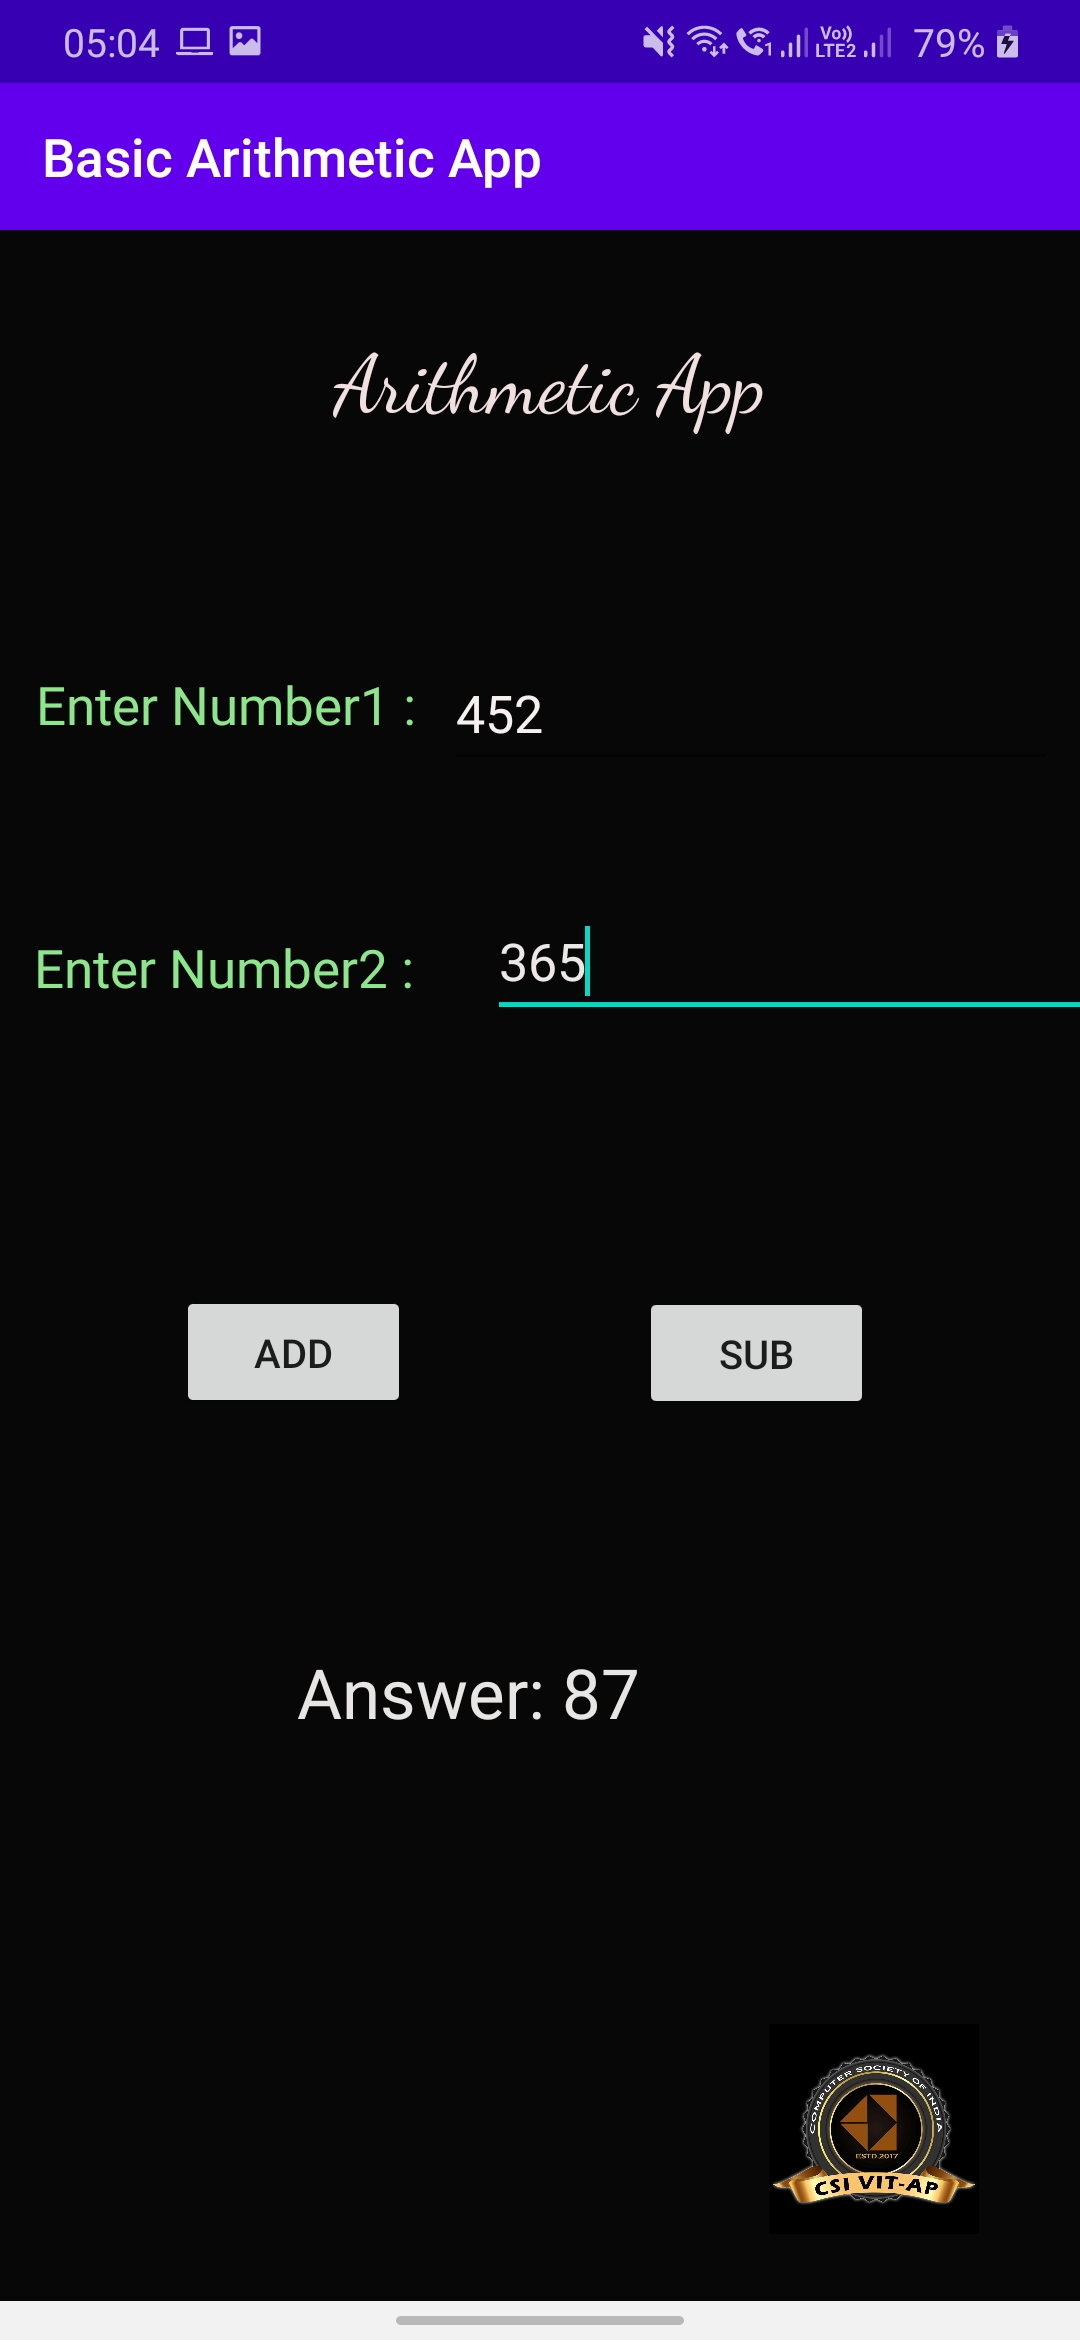 05:04 1 Vo)) LTE2 79%
Basic Arithmetic App
Arithmetic App
Enter Number1 : 452
Enter Number2 : 365
ADD SUB
Answer: 87
COMPUTER SOCIETY OF INDIA
ESTD.2017
CSI VIT-AP